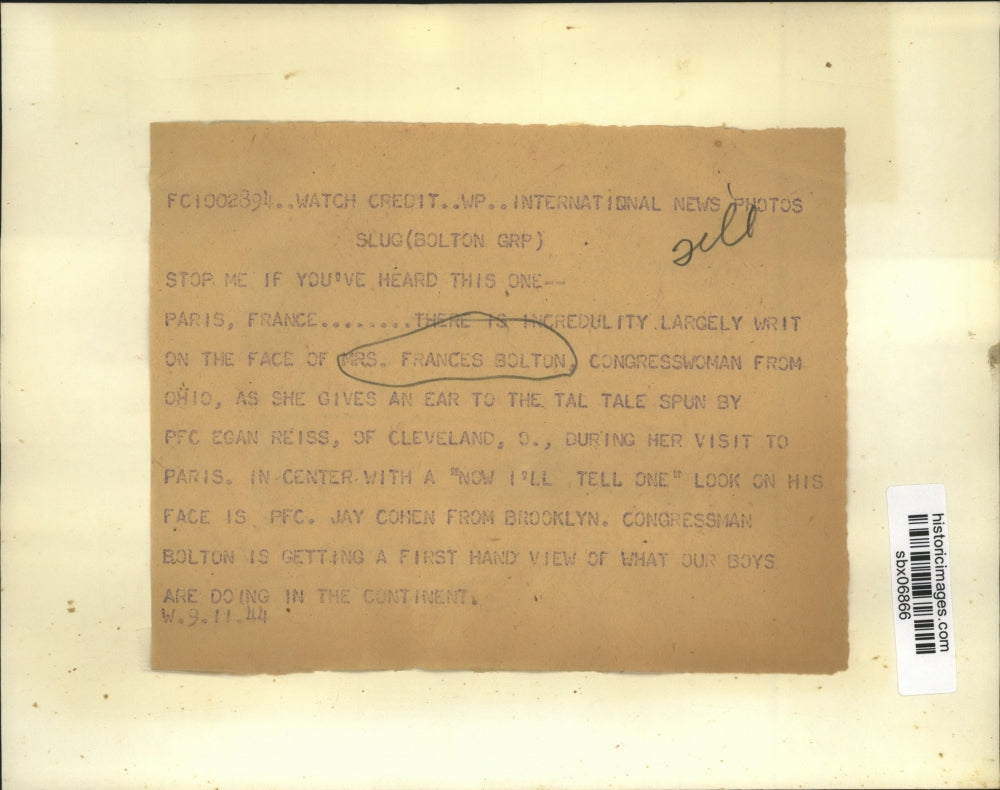 FC1002894..WATCH CREDIT..WP..INTERNATIONAL NEWS PHOTOS
SLUG(BOLTON GRP)
STOP ME IF YOU'VE HEARD THIS ONE--
PARIS, FRANCE........THERE IS INCREDULITY LARGELY WRIT
ON THE FACE OF MRS. FRANCES BOLTON, CONGRESSWOMAN FROM
OHIO, AS SHE GIVES AN EAR TO THE TAL TALE SPUN BY
PFC EGAN REISS, OF CLEVELAND, O., DURING HER VISIT TO
PARIS. IN CENTER WITH A "NOW I'LL TELL ONE" LOOK ON HIS
FACE IS PFC. JAY COHEN FROM BROOKLYN. CONGRESSMAN
BOLTON IS GETTING A FIRST HAND VIEW OF WHAT OUR BOYS
ARE DOING IN THE CONTINENT.
W.9.11.44
historicimages.com
sbx06866